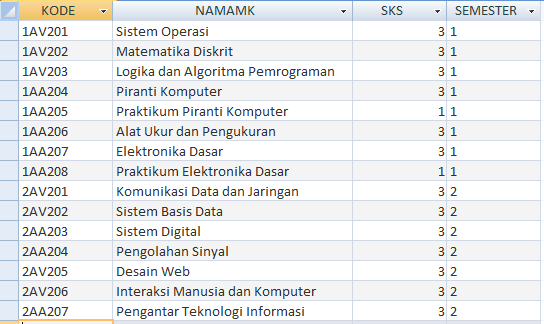 KODE NAMAMK SKS SEMESTER
1AV201 Sistem Operasi 3 1
1AV202 Matematika Diskrit 3 1
1AV203 Logika dan Algoritma Pemrograman 3 1
1AA204 Piranti Komputer 3 1
1AA205 Praktikum Piranti Komputer 1 1
1AA206 Alat Ukur dan Pengukuran 3 1
1AA207 Elektronika Dasar 3 1
1AA208 Praktikum Elektronika Dasar 1 1
2AV201 Komunikasi Data dan Jaringan 3 2
2AV202 Sistem Basis Data 3 2
2AA203 Sistem Digital 3 2
2AA204 Pengolahan Sinyal 3 2
2AV205 Desain Web 3 2
2AV206 Interaksi Manusia dan Komputer 3 2
2AA207 Pengantar Teknologi Informasi 3 2